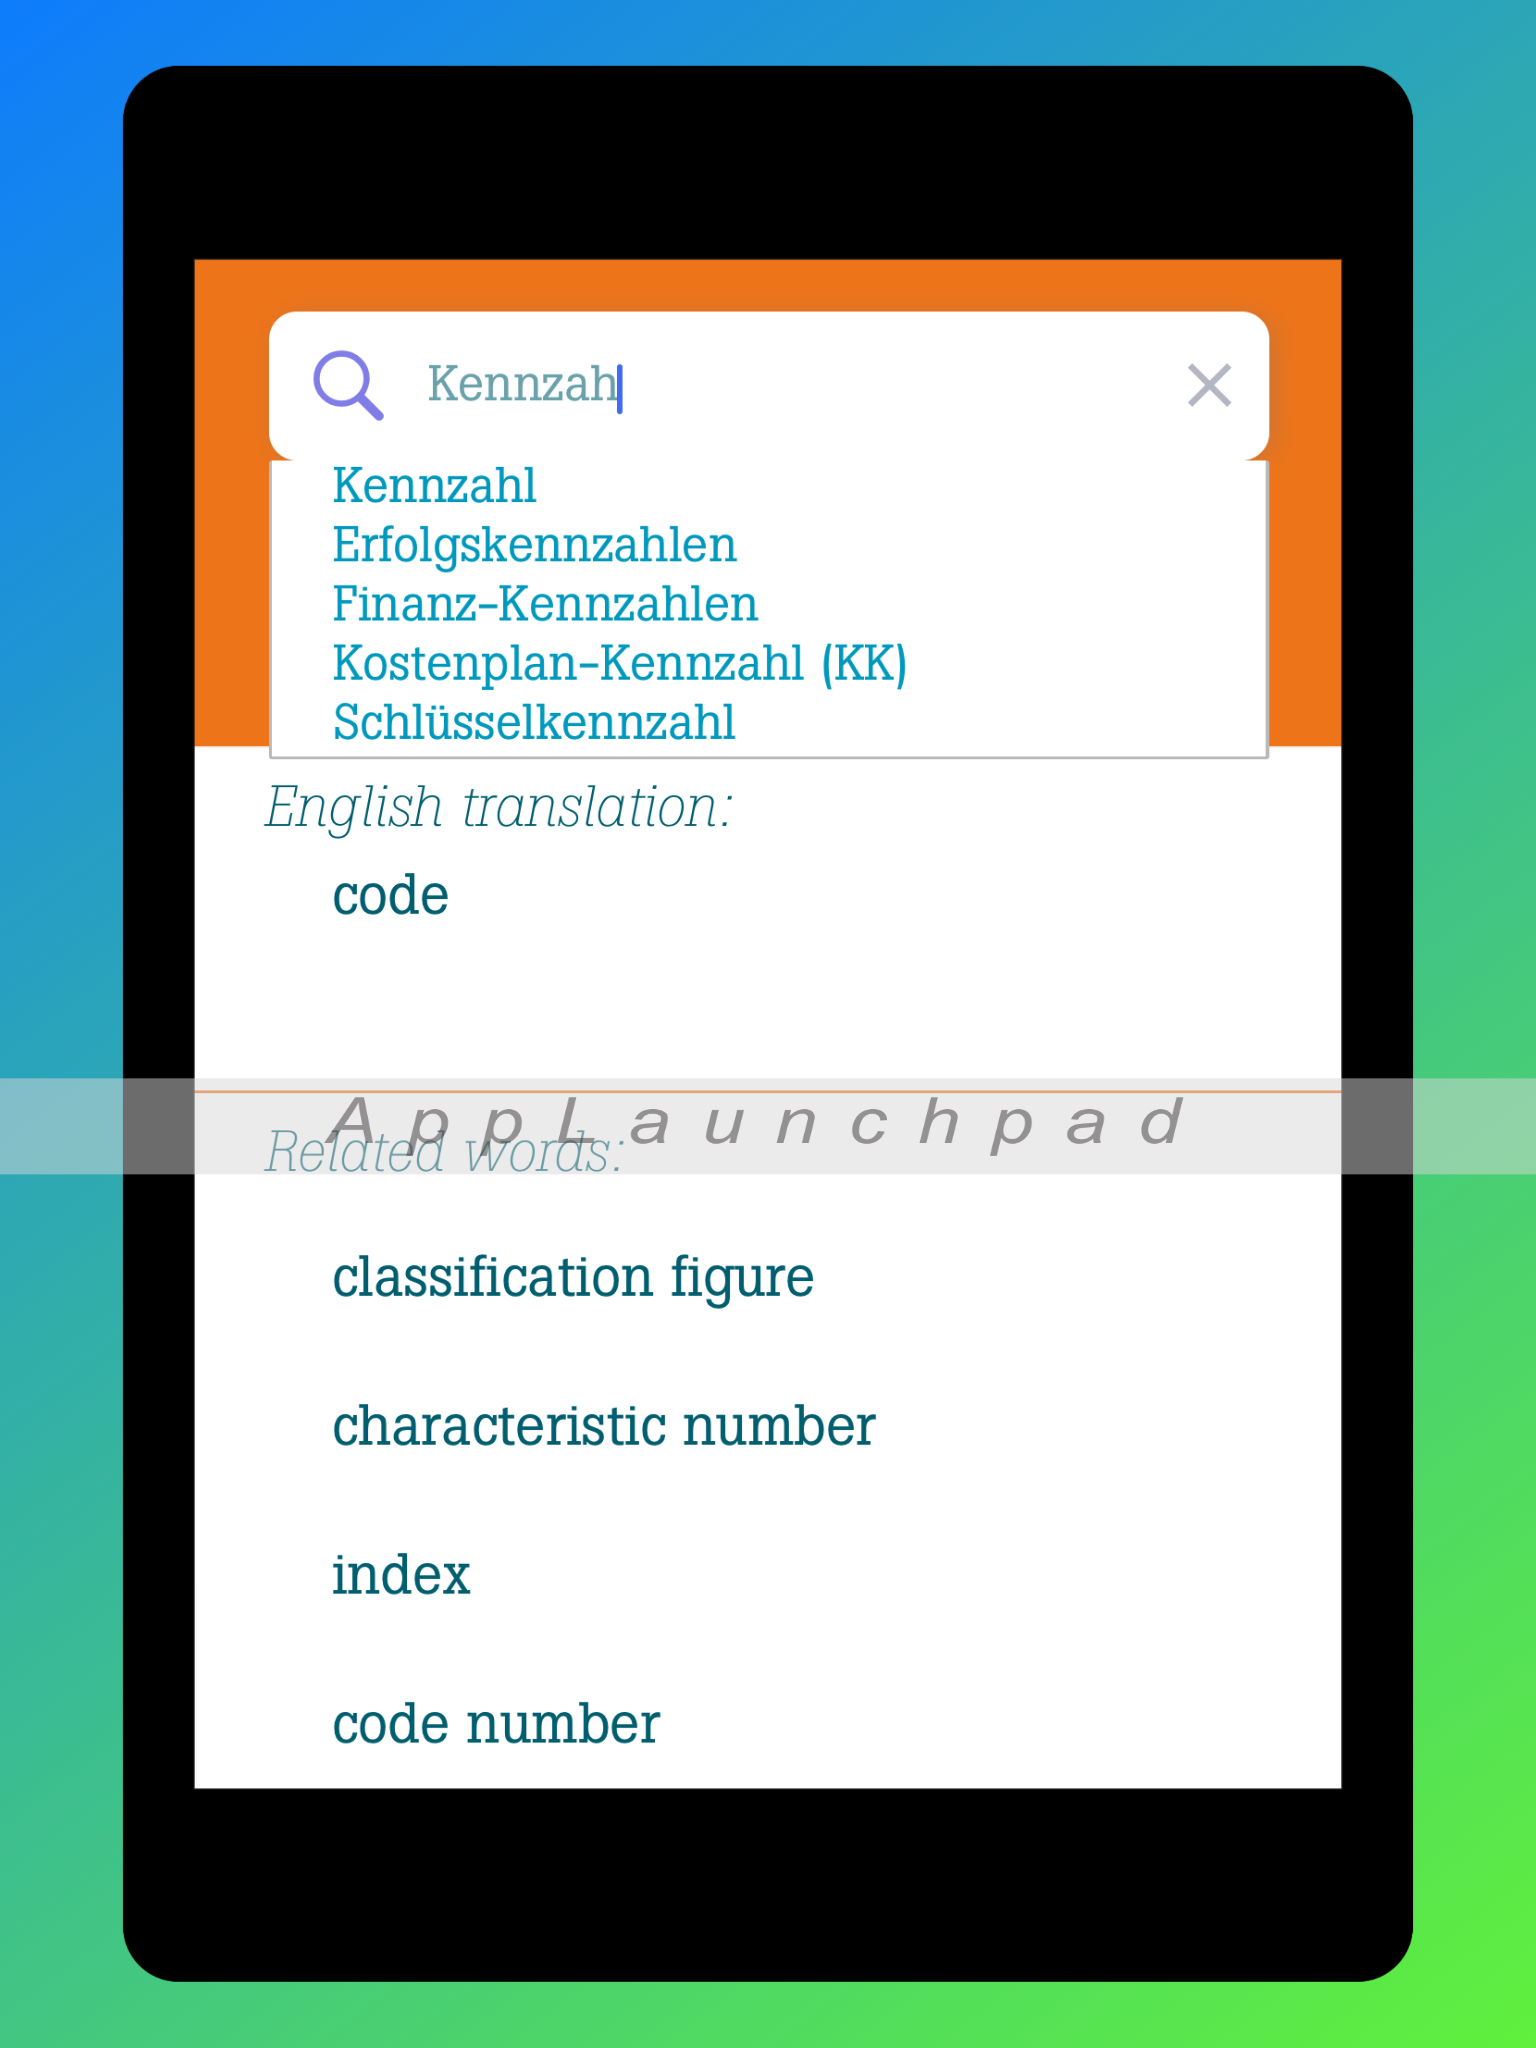 Kennzah
Kennzahl
Erfolgskennzahlen
Finanz-Kennzahlen
Kostenplan-Kennzahl (KK)
Schlüsselkennzahl
English translation:
code
AppLaunchpad
Related words:
classification figure
characteristic number
index
code number